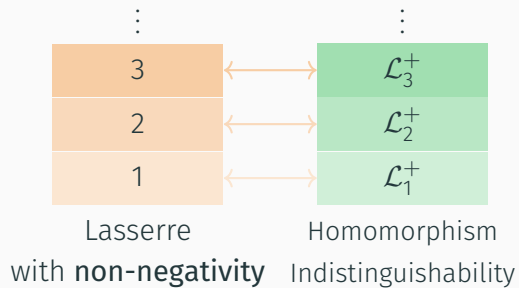 ⋮ ⋮
3 ℒ₃⁺
2 ℒ₂⁺
1 ℒ₁⁺
Lasserre Homomorphism
with non-negativity Indistinguishability